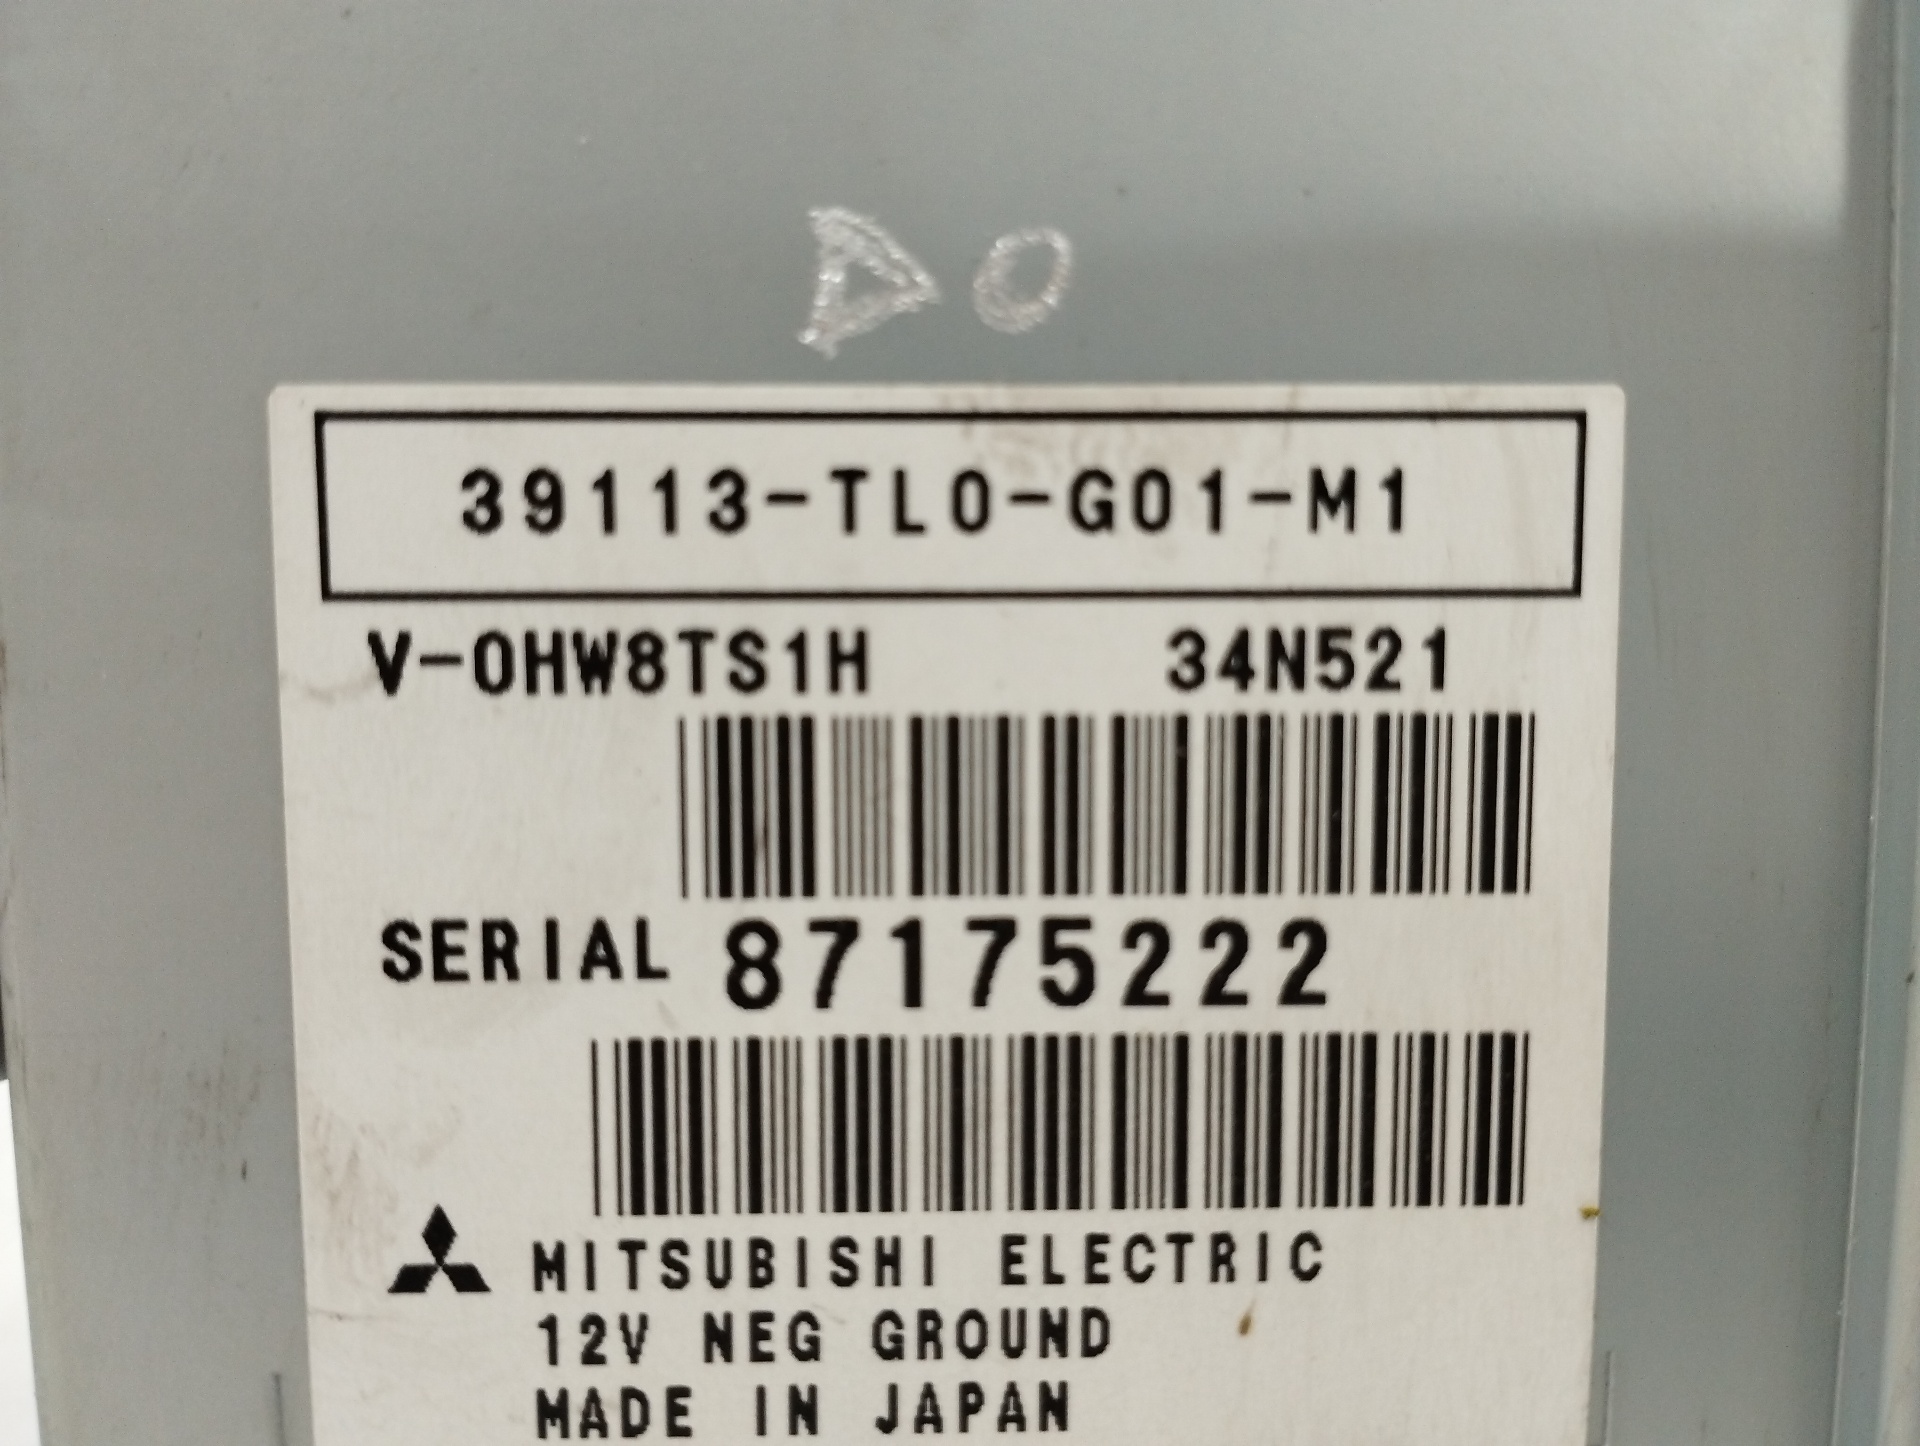 DO
39113-TL0-G01-M1
V-0HW8TS1H 34N521
SERIAL 87175222
MITSUBISHI ELECTRIC
12V NEG GROUND
MADE IN JAPAN